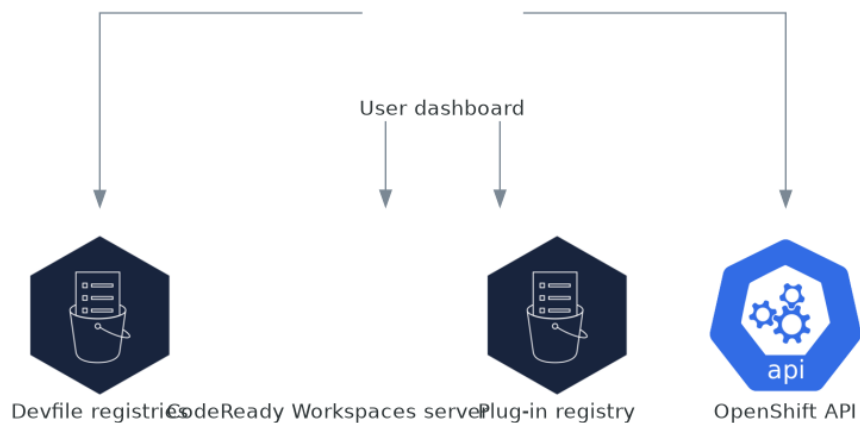 User dashboard
api
Devfile registries CodeReady Workspaces server Plug-in registry OpenShift API